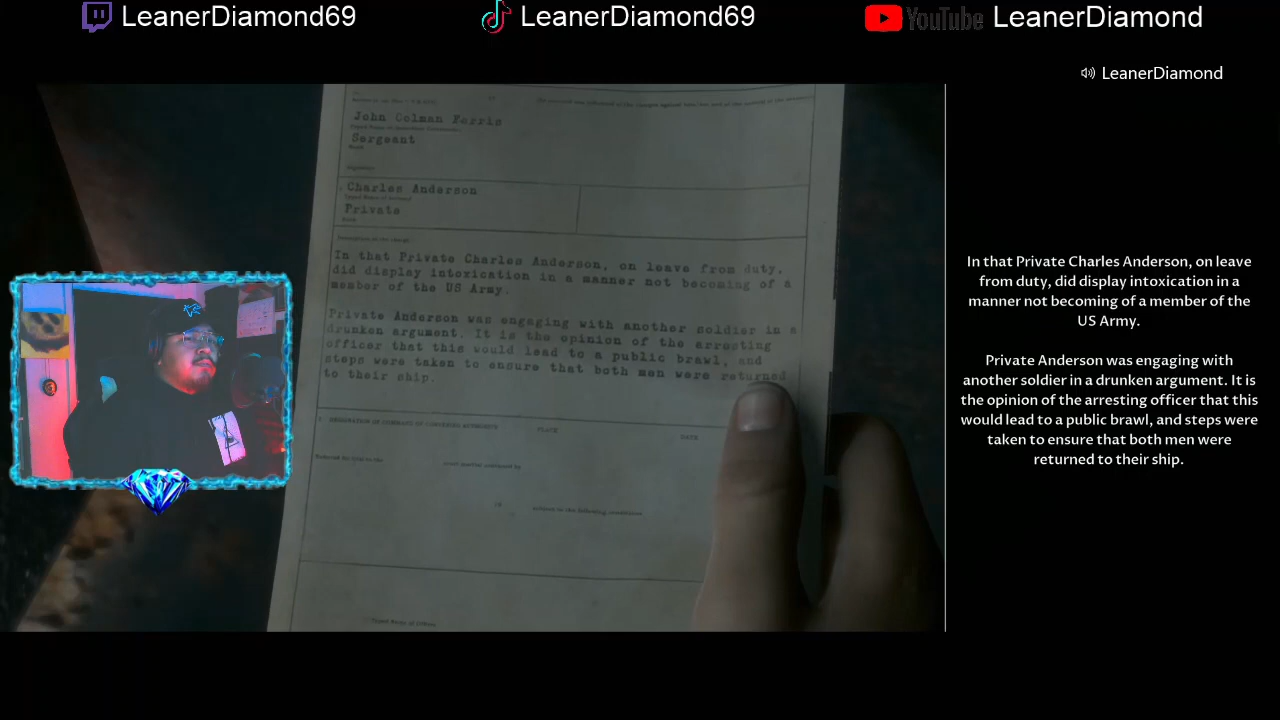 LeanerDiamond69
LeanerDiamond69
YouTube LeanerDiamond
LeanerDiamond
John Colman Ferris
Sergeant
Charles Anderson
Private
In that Private Charles Anderson, on leave from duty,
did display intoxication in a manner not becoming of a
member of the US Army.
Private Anderson was engaging with another soldier in a
drunken argument. It is the opinion of the arresting
officer that this would lead to a public brawl, and
steps were taken to ensure that both men were returned
to their ship.
PLACE
DATE
In that Private Charles Anderson, on leave
from duty, did display intoxication in a
manner not becoming of a member of the
US Army.
Private Anderson was engaging with
another soldier in a drunken argument. It is
the opinion of the arresting officer that this
would lead to a public brawl, and steps were
taken to ensure that both men were
returned to their ship.